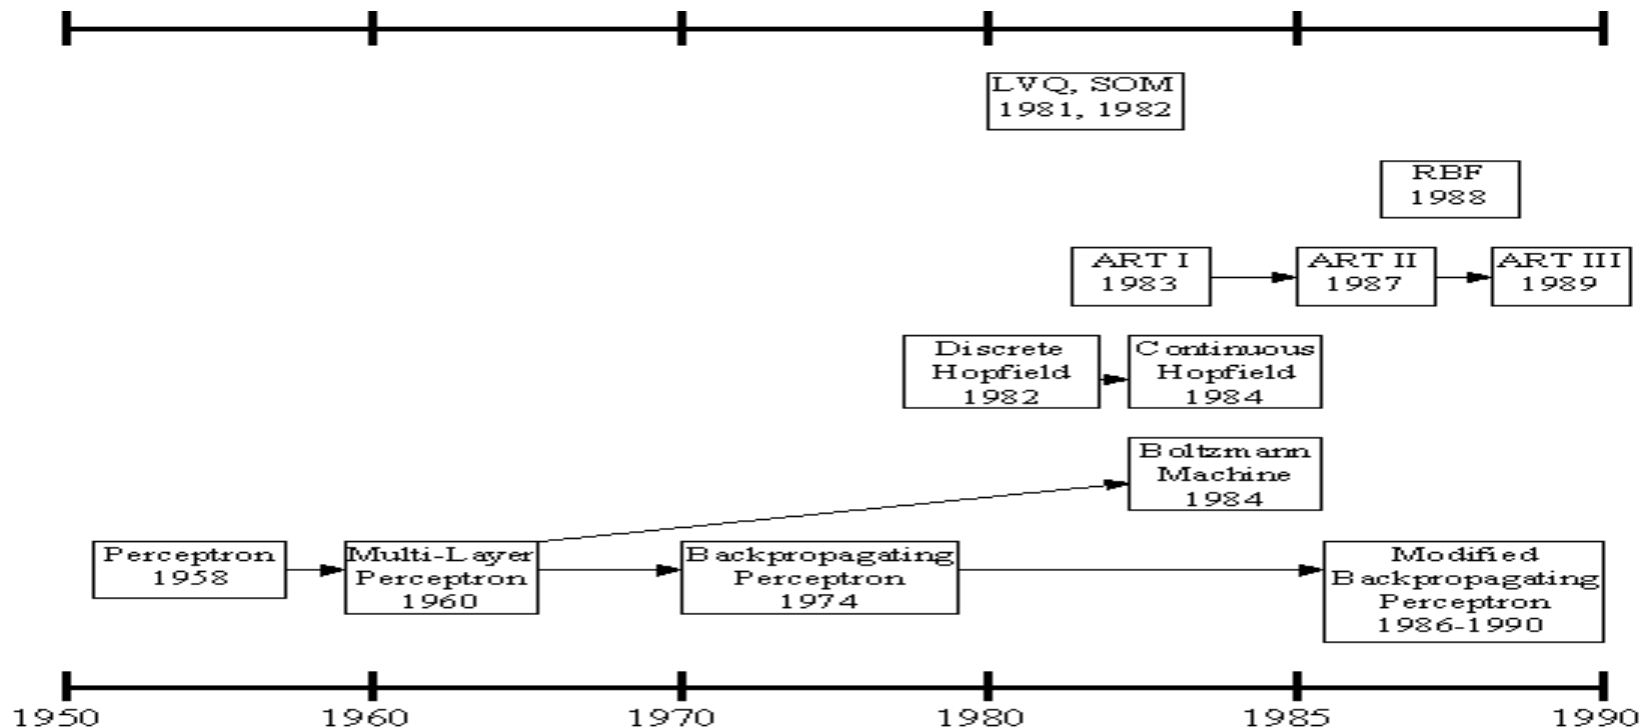 LVQ, SOM
1981, 1982
RBF
1988
ART I
1983
ART II
1987
ART III
1989
Discrete
Hopfield
1982
Continuous
Hopfield
1984
Boltzmann
Machine
1984
Perceptron
1958
Multi-Layer
Perceptron
1960
Backpropagating
Perceptron
1974
Modified
Backpropagating
Perceptron
1986-1990
1950
1960
1970
1980
1985
1990